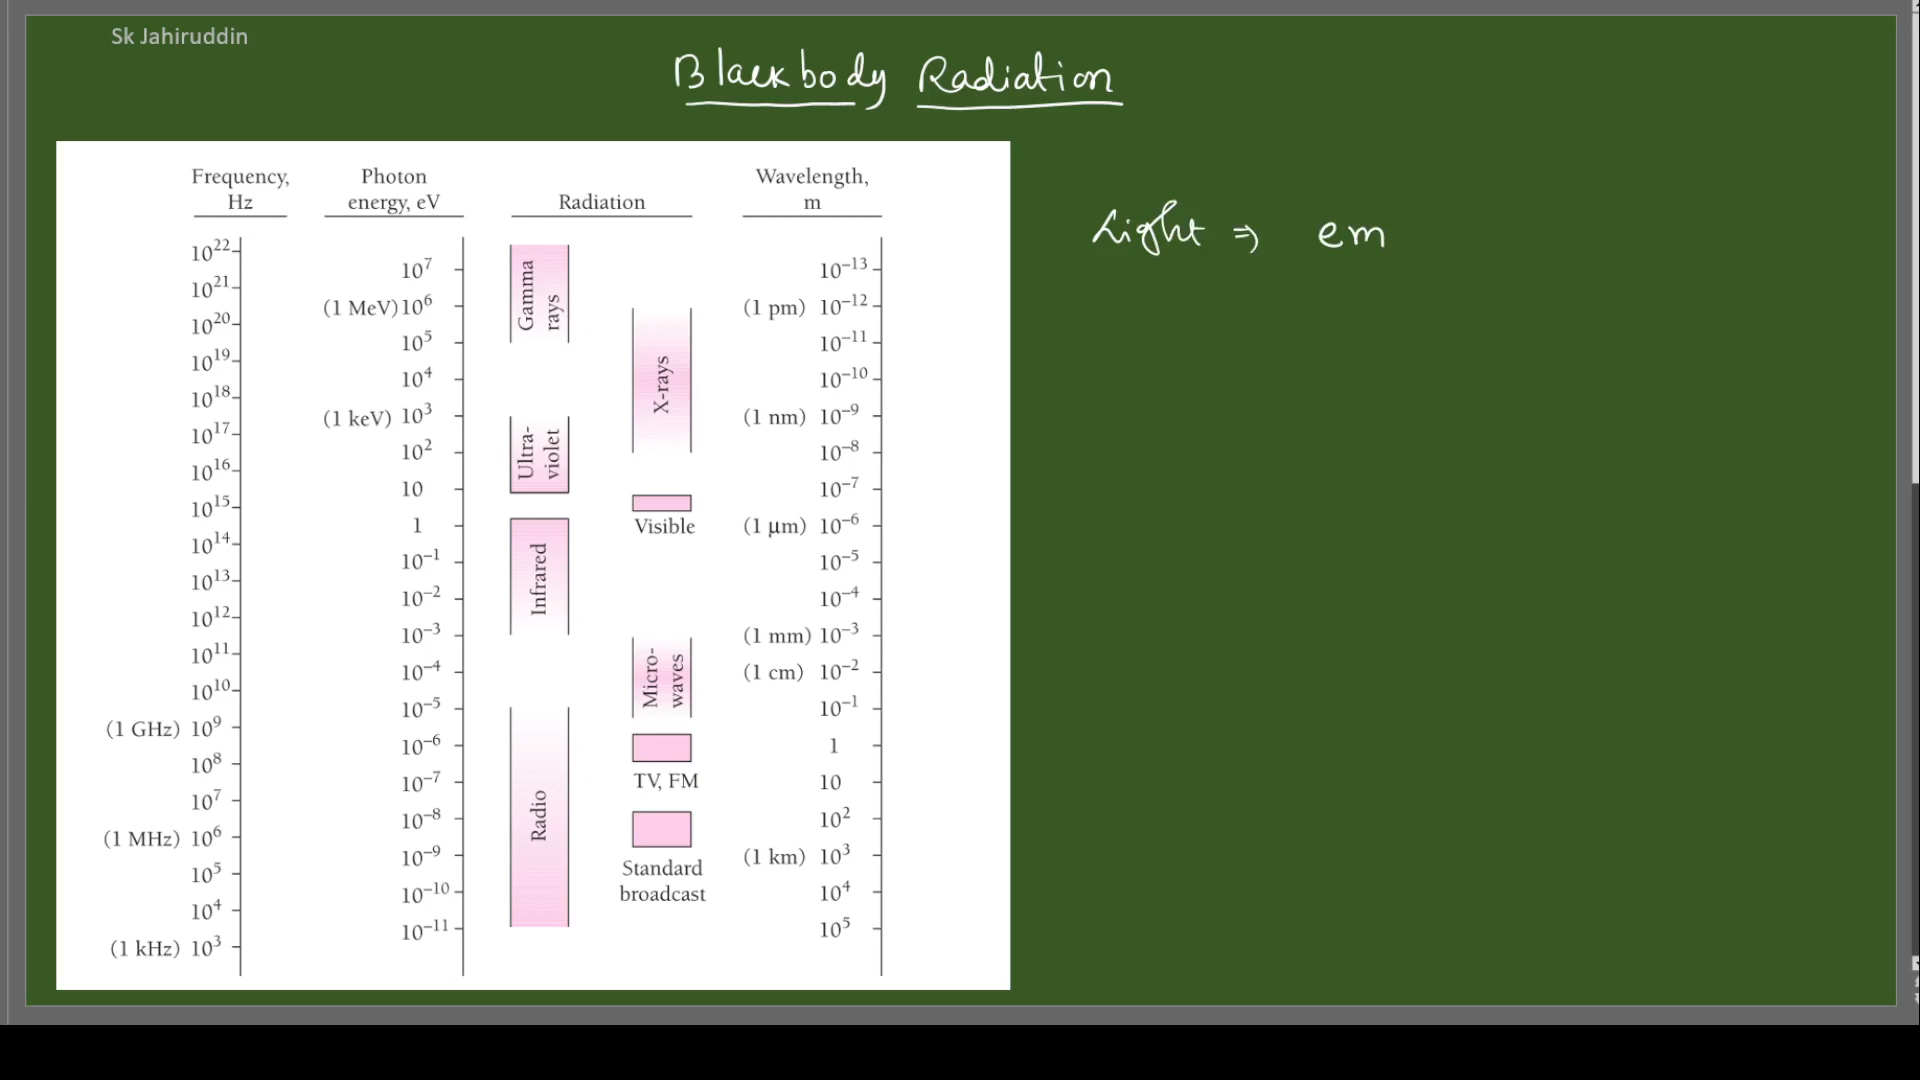 Sk Jahiruddin
Blackbody Radiation
Light ⇒ em
Frequency,
Hz
10²²
10²¹
10²⁰
10¹⁹
10¹⁸
10¹⁷
10¹⁶
10¹⁵
10¹⁴
10¹³
10¹²
10¹¹
10¹⁰
(1 GHz) 10⁹
10⁸
10⁷
(1 MHz) 10⁶
10⁵
10⁴
(1 kHz) 10³
Photon
energy, eV
10⁷
(1 MeV) 10⁶
10⁵
10⁴
(1 keV) 10³
10²
10
1
10⁻¹
10⁻²
10⁻³
10⁻⁴
10⁻⁵
10⁻⁶
10⁻⁷
10⁻⁸
10⁻⁹
10⁻¹⁰
10⁻¹¹
Radiation
Gamma
rays
X-rays
Ultra-
violet
Visible
Infrared
Micro-
waves
TV, FM
Radio
Standard
broadcast
Wavelength,
m
10⁻¹³
(1 pm) 10⁻¹²
10⁻¹¹
10⁻¹⁰
(1 nm) 10⁻⁹
10⁻⁸
10⁻⁷
(1 µm) 10⁻⁶
10⁻⁵
10⁻⁴
(1 mm) 10⁻³
(1 cm) 10⁻²
10⁻¹
1
10
10²
(1 km) 10³
10⁴
10⁵